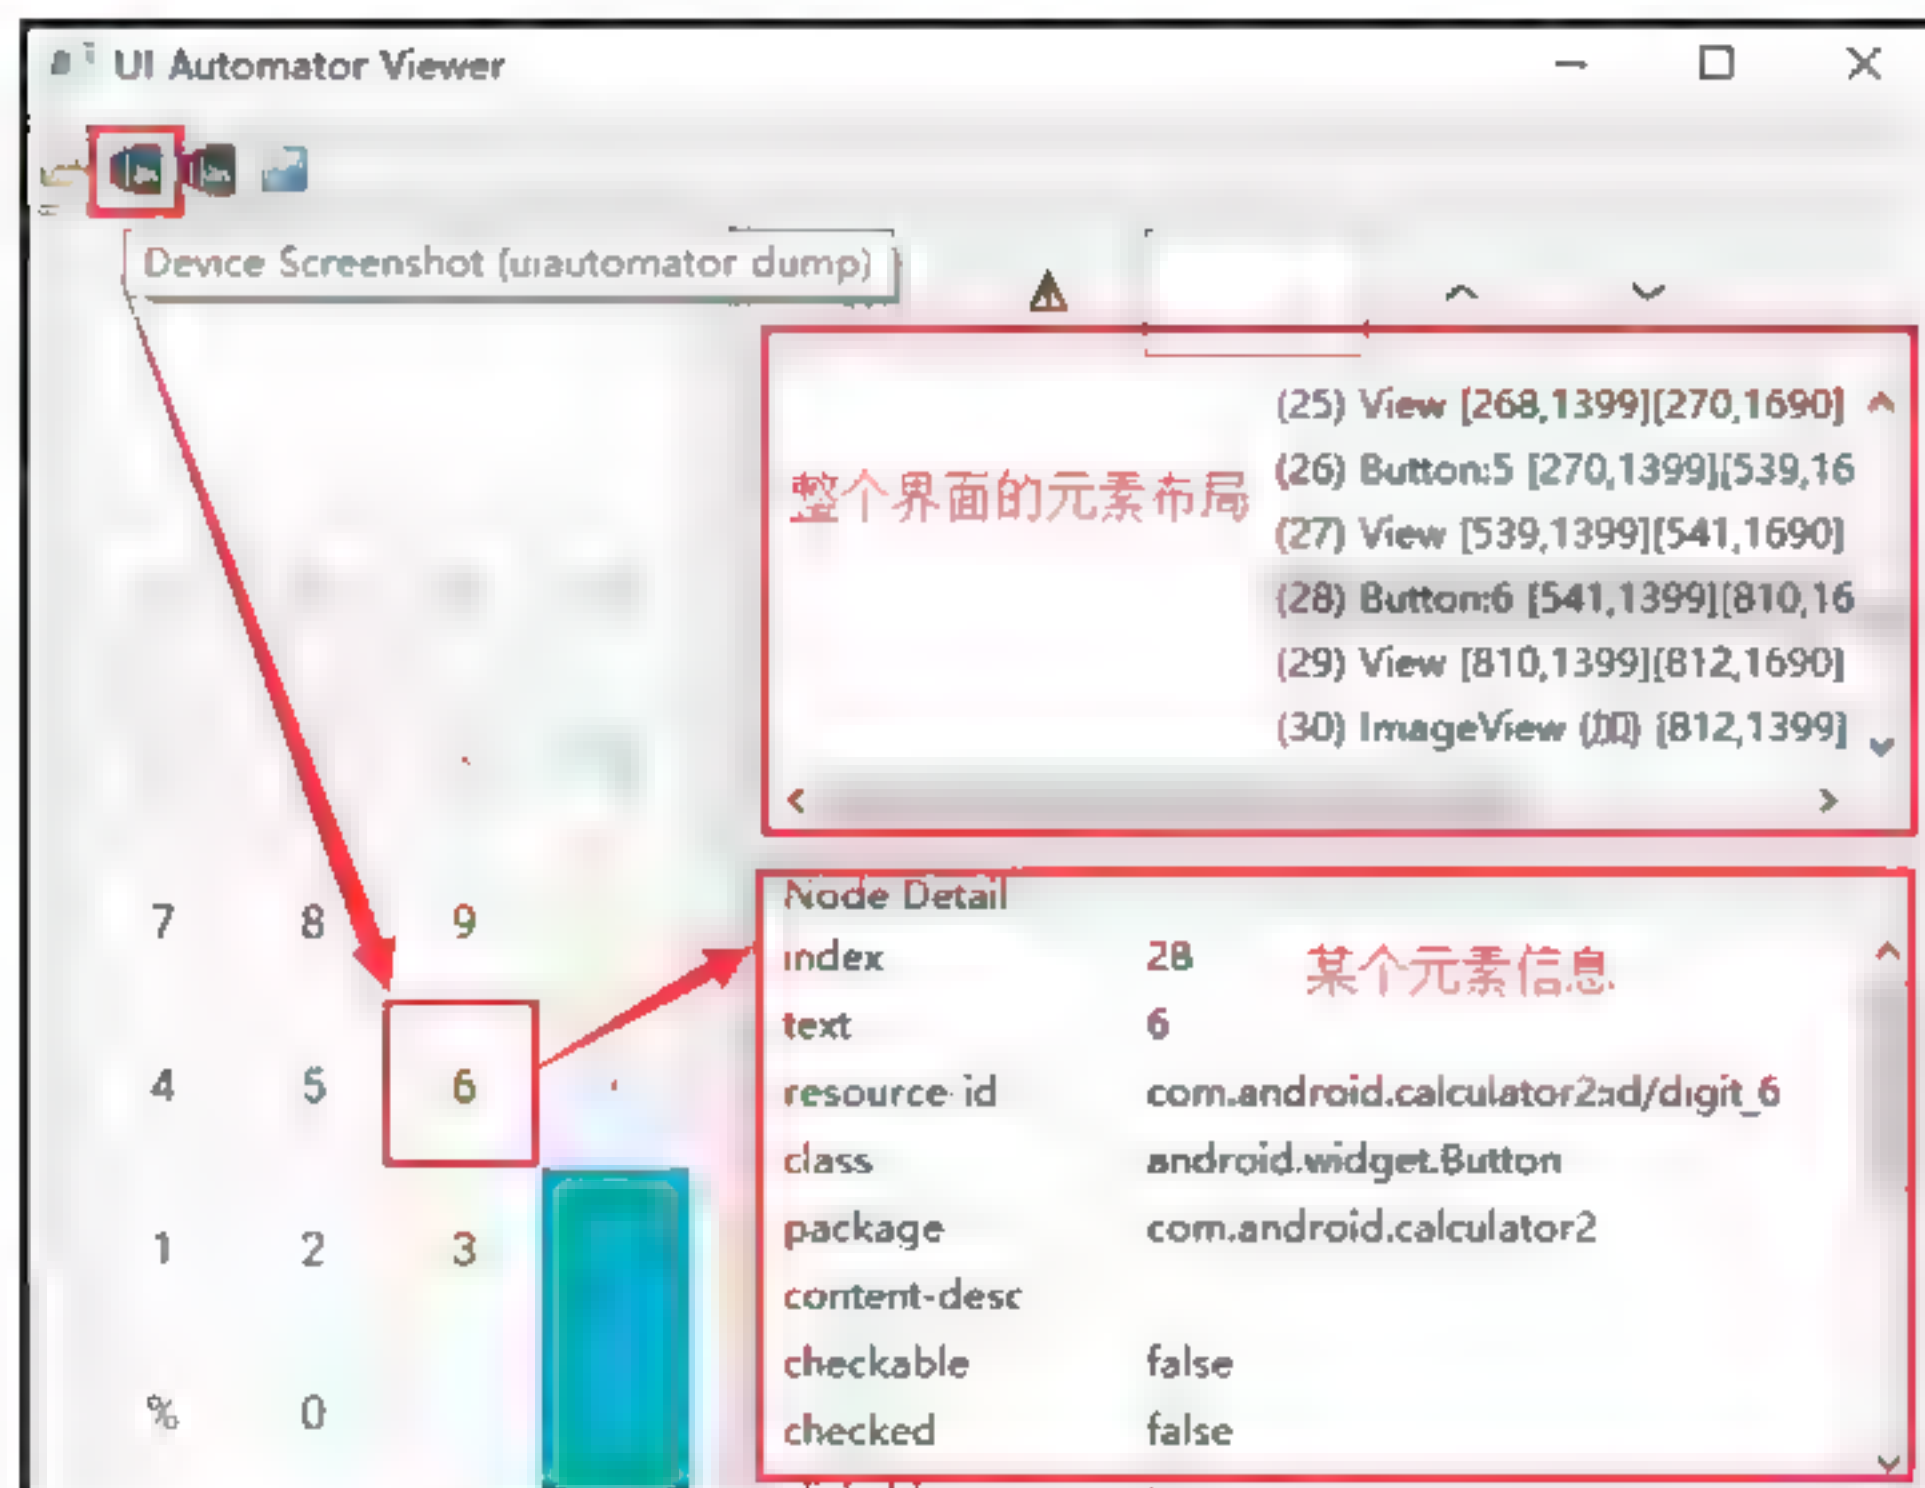 UI Automator Viewer
Device Screenshot (uiautomator dump)
(25) View [268,1399][270,1690]
整个界面的元素布局
(26) Button:5 [270,1399][539,16
(27) View [539,1399][541,1690]
(28) Button:6 [541,1399][810,16
(29) View [810,1399][812,1690]
(30) ImageView (加) [812,1399]
7 8 9
4 5 6
1 2 3
% 0
Node Detail
index 28 某个元素信息
text 6
resource-id com.android.calculator2:id/digit_6
class android.widget.Button
package com.android.calculator2
content-desc
checkable false
checked false